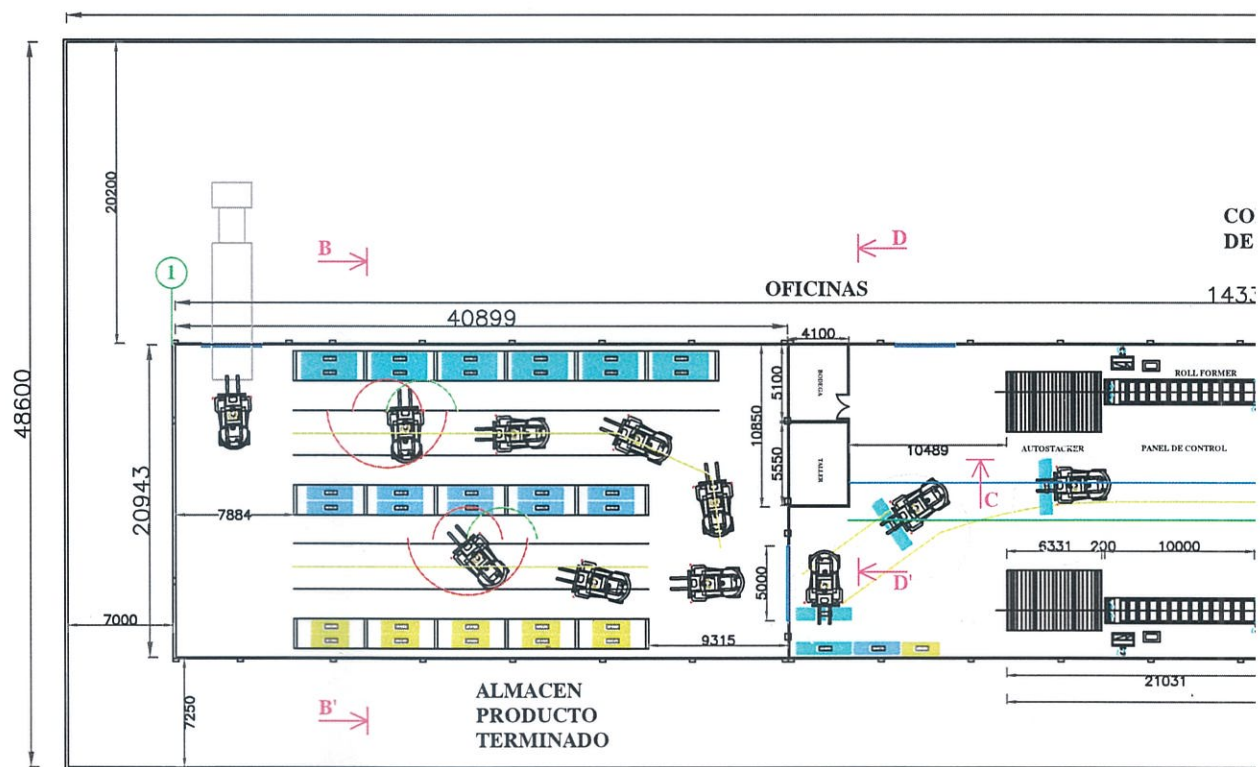 48600
20200
CO
DE
B
D
1
OFICINAS
1433
40899
4100
BODEGA
5100
10850
ROLL FORMER
TALLER
5550
10489
AUTOSTACKER
PANEL DE CONTROL
C
20943
7884
6331
200
10000
5000
D'
7000
9315
21031
7250
B'
ALMACEN
PRODUCTO
TERMINADO